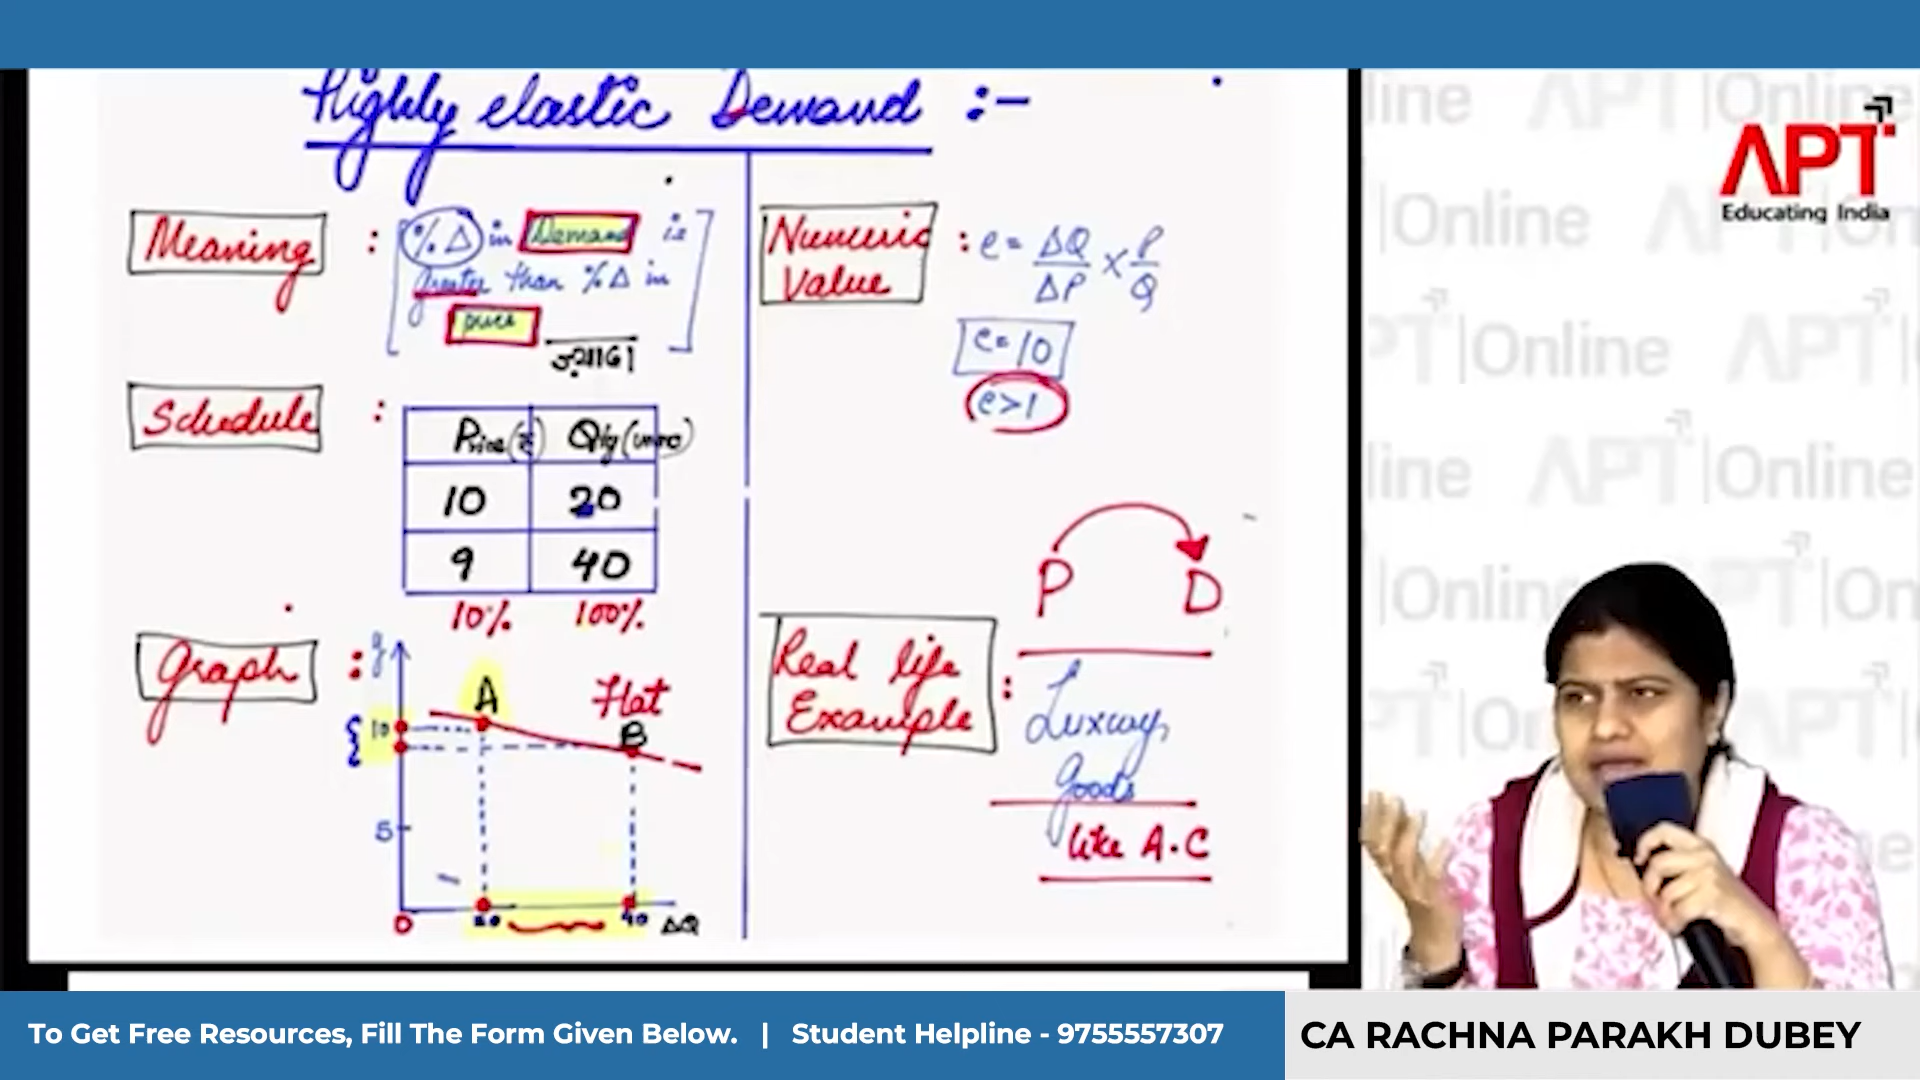 Highly elastic Demand :-
Meaning : [ % Δ in Demand is
greater than % Δ in
price ]
Schedule :
Price (₹) Qty (units)
10 20
9 40
10% 100%
Graph :
y
A
Flat
10
B
5
0 20 40 ΔQ
Numeric : e = ΔQ/ΔP × P/Q
Value
e = 10
e > 1
P D
Real life :
Example
Luxury
Goods
like A.C
APT
Educating India
APT|Online
To Get Free Resources, Fill The Form Given Below. | Student Helpline - 9755557307
CA RACHNA PARAKH DUBEY